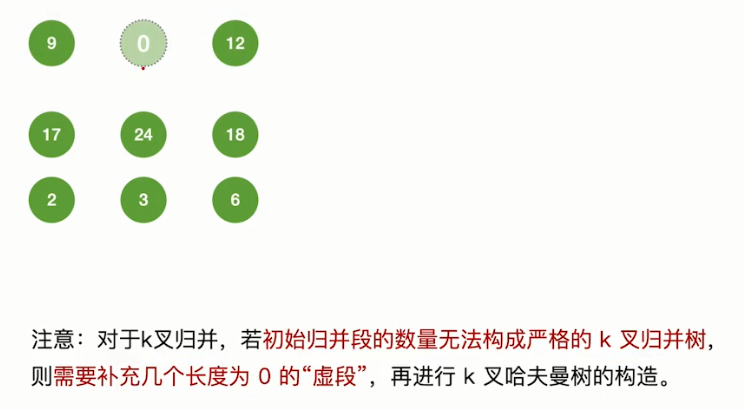 9 0 12
17 24 18
2 3 6
注意：对于k叉归并，若初始归并段的数量无法构成严格的 k 叉归并树，
则需要补充几个长度为 0 的“虚段”，再进行 k 叉哈夫曼树的构造。